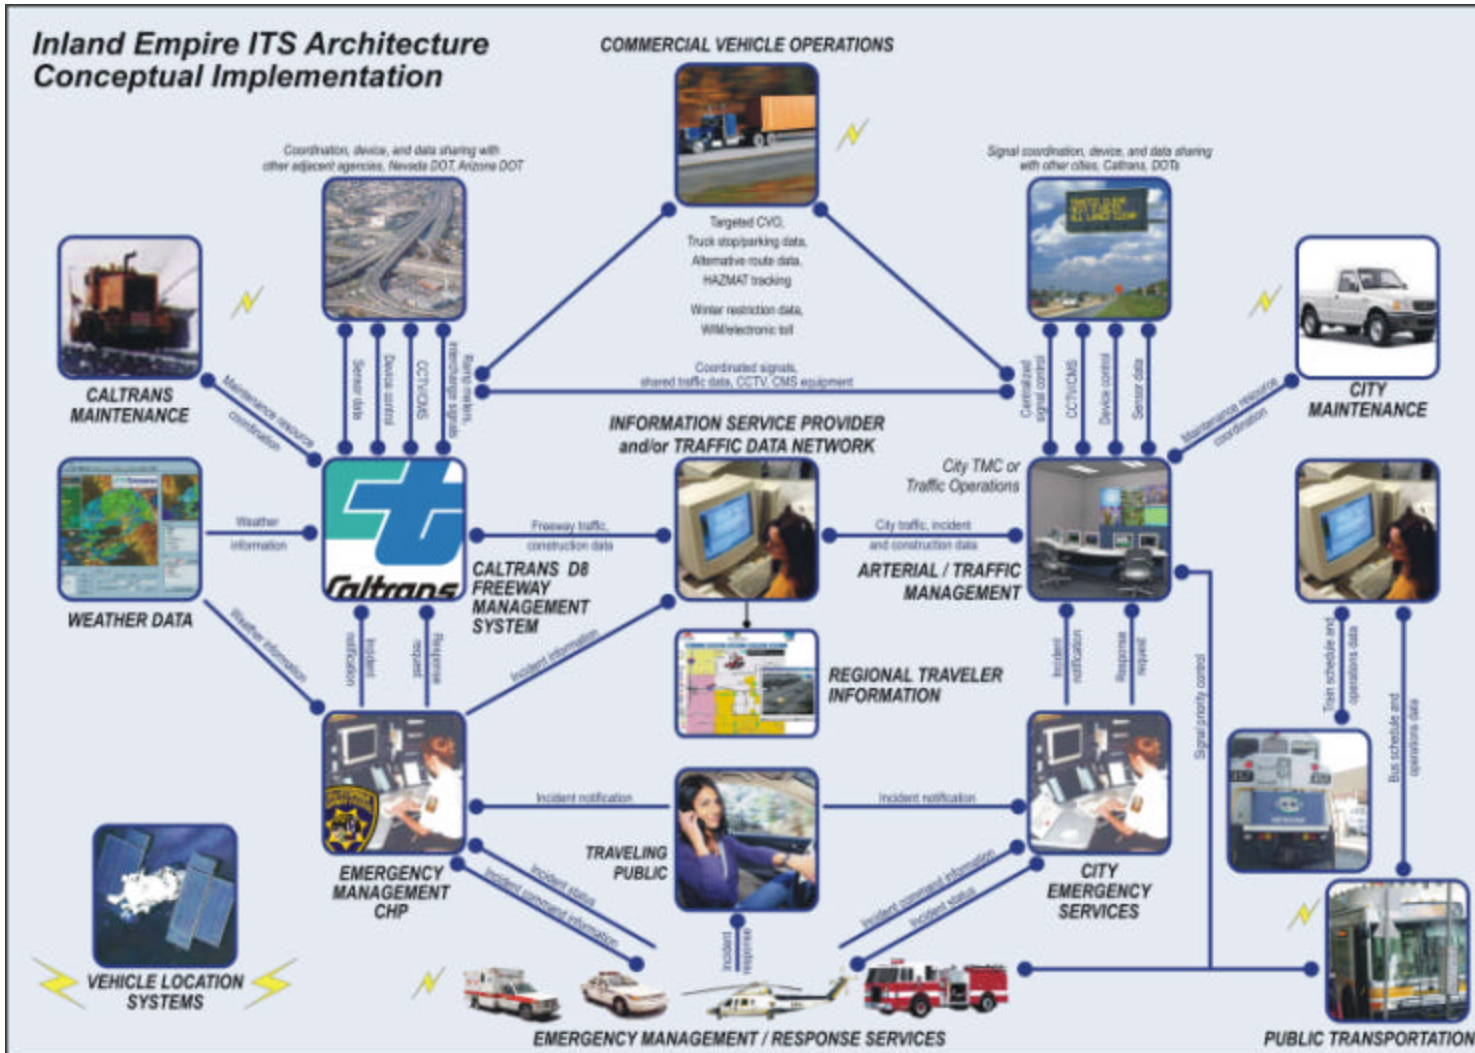 Inland Empire ITS Architecture
Conceptual Implementation
COMMERCIAL VEHICLE OPERATIONS
Coordination, device, and data sharing with
other adjacent agencies, Nevada DOT, Arizona DOT
Signal coordination, device, and data sharing
with other cities, Caltrans, DOTs
Targeted CVO,
Truck stop/parking data,
Alternative route data,
HAZMAT tracking
Winter restriction data,
WIM/electronic toll
Coordinated signals,
shared traffic data, CCTV, CMS equipment
CALTRANS
MAINTENANCE
Maintenance resource
coordination
Sensor data
Device control
CCTV/CMS
Ramp meters,
interchange signals
Centralized
signal control
CCTV/CMS
Device control
Sensor data
Maintenance resource
coordination
CITY
MAINTENANCE
INFORMATION SERVICE PROVIDER
and/or TRAFFIC DATA NETWORK
City TMC or
Traffic Operations
Weather
information
Caltrans
Freeway traffic,
construction data
City traffic, incident
and construction data
CALTRANS D8
FREEWAY
MANAGEMENT
SYSTEM
ARTERIAL / TRAFFIC
MANAGEMENT
WEATHER DATA
Weather information
Incident
notification
Response
request
Incident information
REGIONAL TRAVELER
INFORMATION
Incident
notification
Response
request
Signal priority control
Train schedule and
operations data
Bus schedule and
operations data
Incident notification
Incident notification
EMERGENCY
MANAGEMENT
CHP
TRAVELING
PUBLIC
CITY
EMERGENCY
SERVICES
Incident status
Incident command information
Incident command information
Incident status
Incident
response
VEHICLE LOCATION
SYSTEMS
EMERGENCY MANAGEMENT / RESPONSE SERVICES
PUBLIC TRANSPORTATION